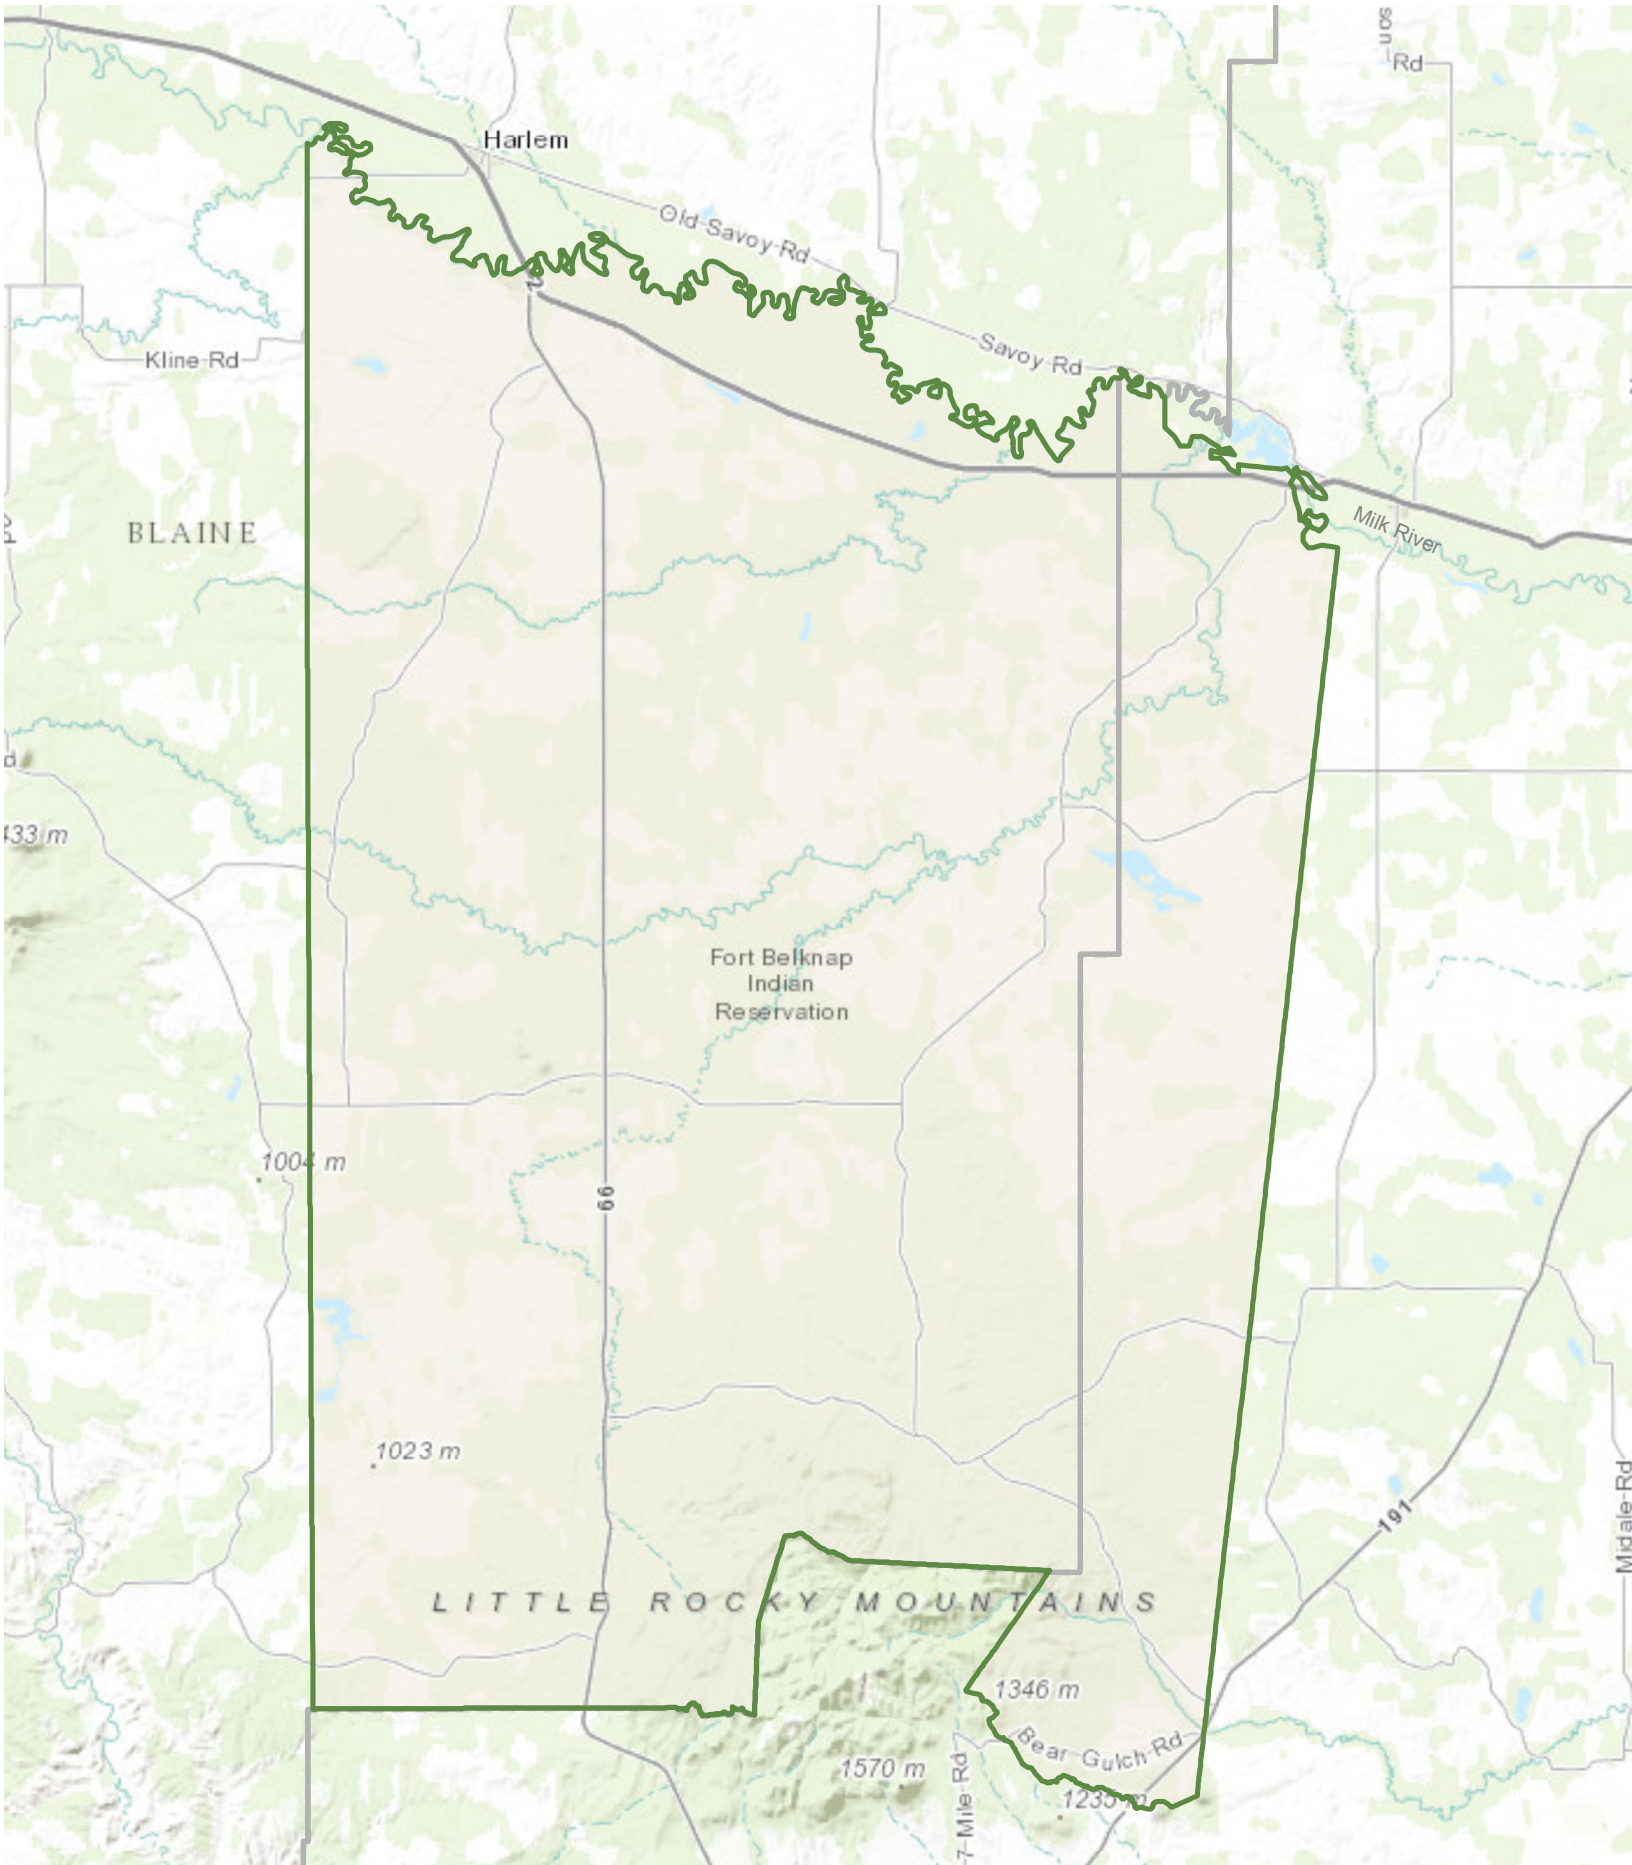 Rd
Harlem
Old Savoy Rd
Savoy Rd
Kline Rd
Milk River
BLAINE
433 m
Fort Belknap
Indian
Reservation
1004 m
66
1023 m
191
Midale Rd
LITTLE ROCKY MOUNTAINS
1346 m
Bear Gulch Rd
1570 m
7-Mile Rd
1235 m